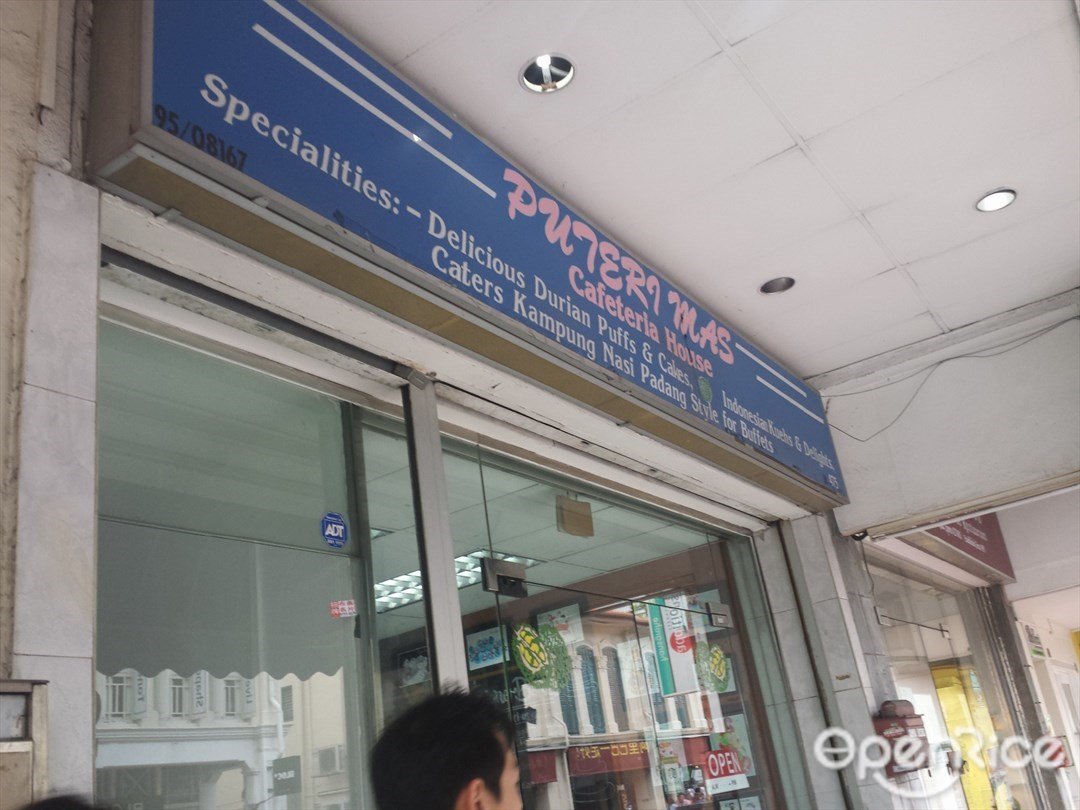 PUTERI MAS
Cafeteria House
Specialities:- Delicious Durian Puffs & Cakes, Indonesian Kuehs & Delights.
Caters Kampung Nasi Padang Style for Buffets
95/08167
475
ADT
OPEN
OpenRice